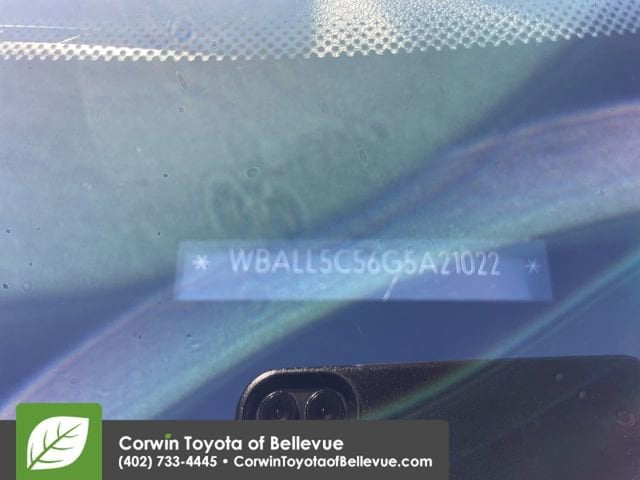 * WBALL5C56G5A21022 *
Corwin Toyota of Bellevue
(402) 733-4445 • CorwinToyotaofBellevue.com